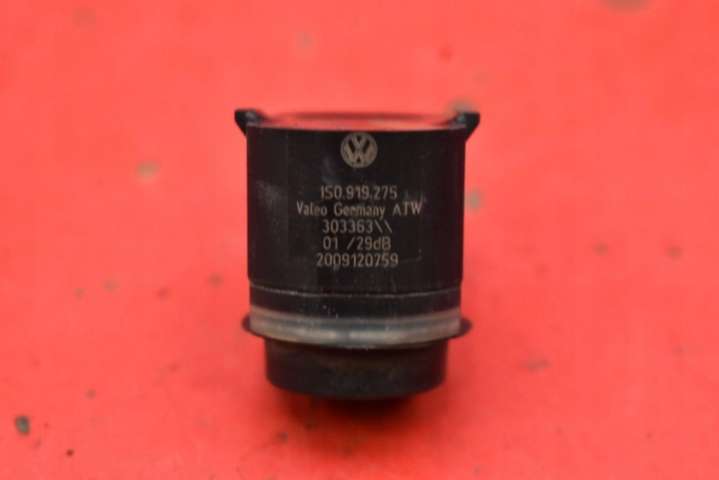 1S0.919.275
Valeo Germany ATW
303363\\
01 /29dB
2009120759